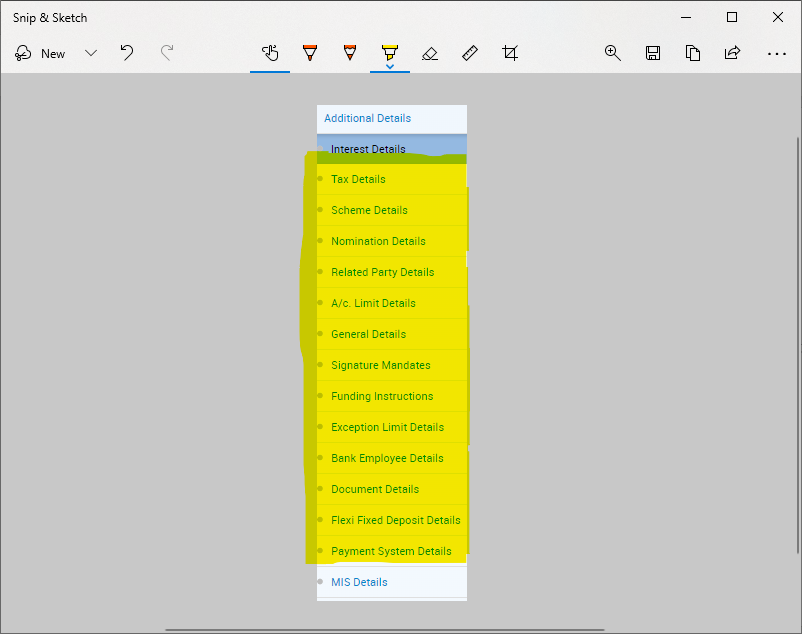 Snip & Sketch
New
Additional Details
Interest Details
Tax Details
Scheme Details
Nomination Details
Related Party Details
A/c. Limit Details
General Details
Signature Mandates
Funding Instructions
Exception Limit Details
Bank Employee Details
Document Details
Flexi Fixed Deposit Details
Payment System Details
MIS Details